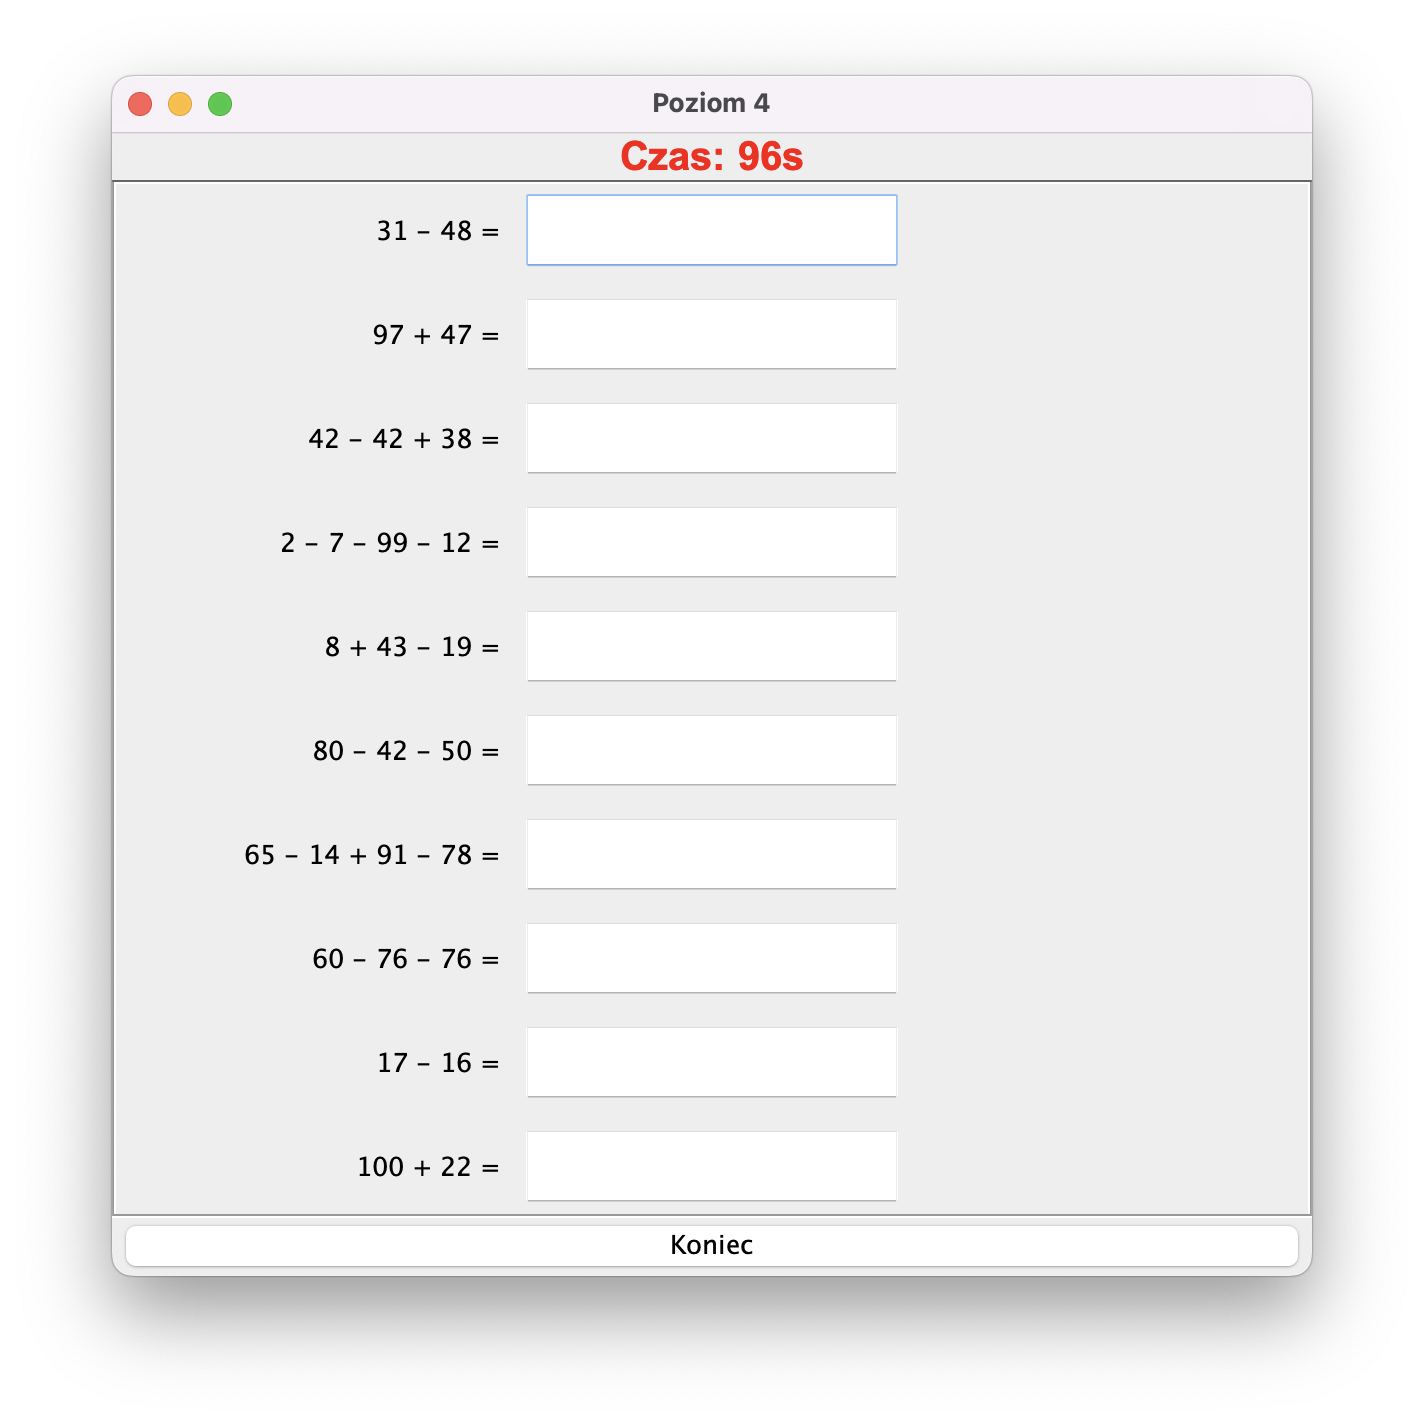 Poziom 4
Czas: 96s
31 – 48 =
97 + 47 =
42 – 42 + 38 =
2 – 7 – 99 – 12 =
8 + 43 – 19 =
80 – 42 – 50 =
65 – 14 + 91 – 78 =
60 – 76 – 76 =
17 – 16 =
100 + 22 =
Koniec